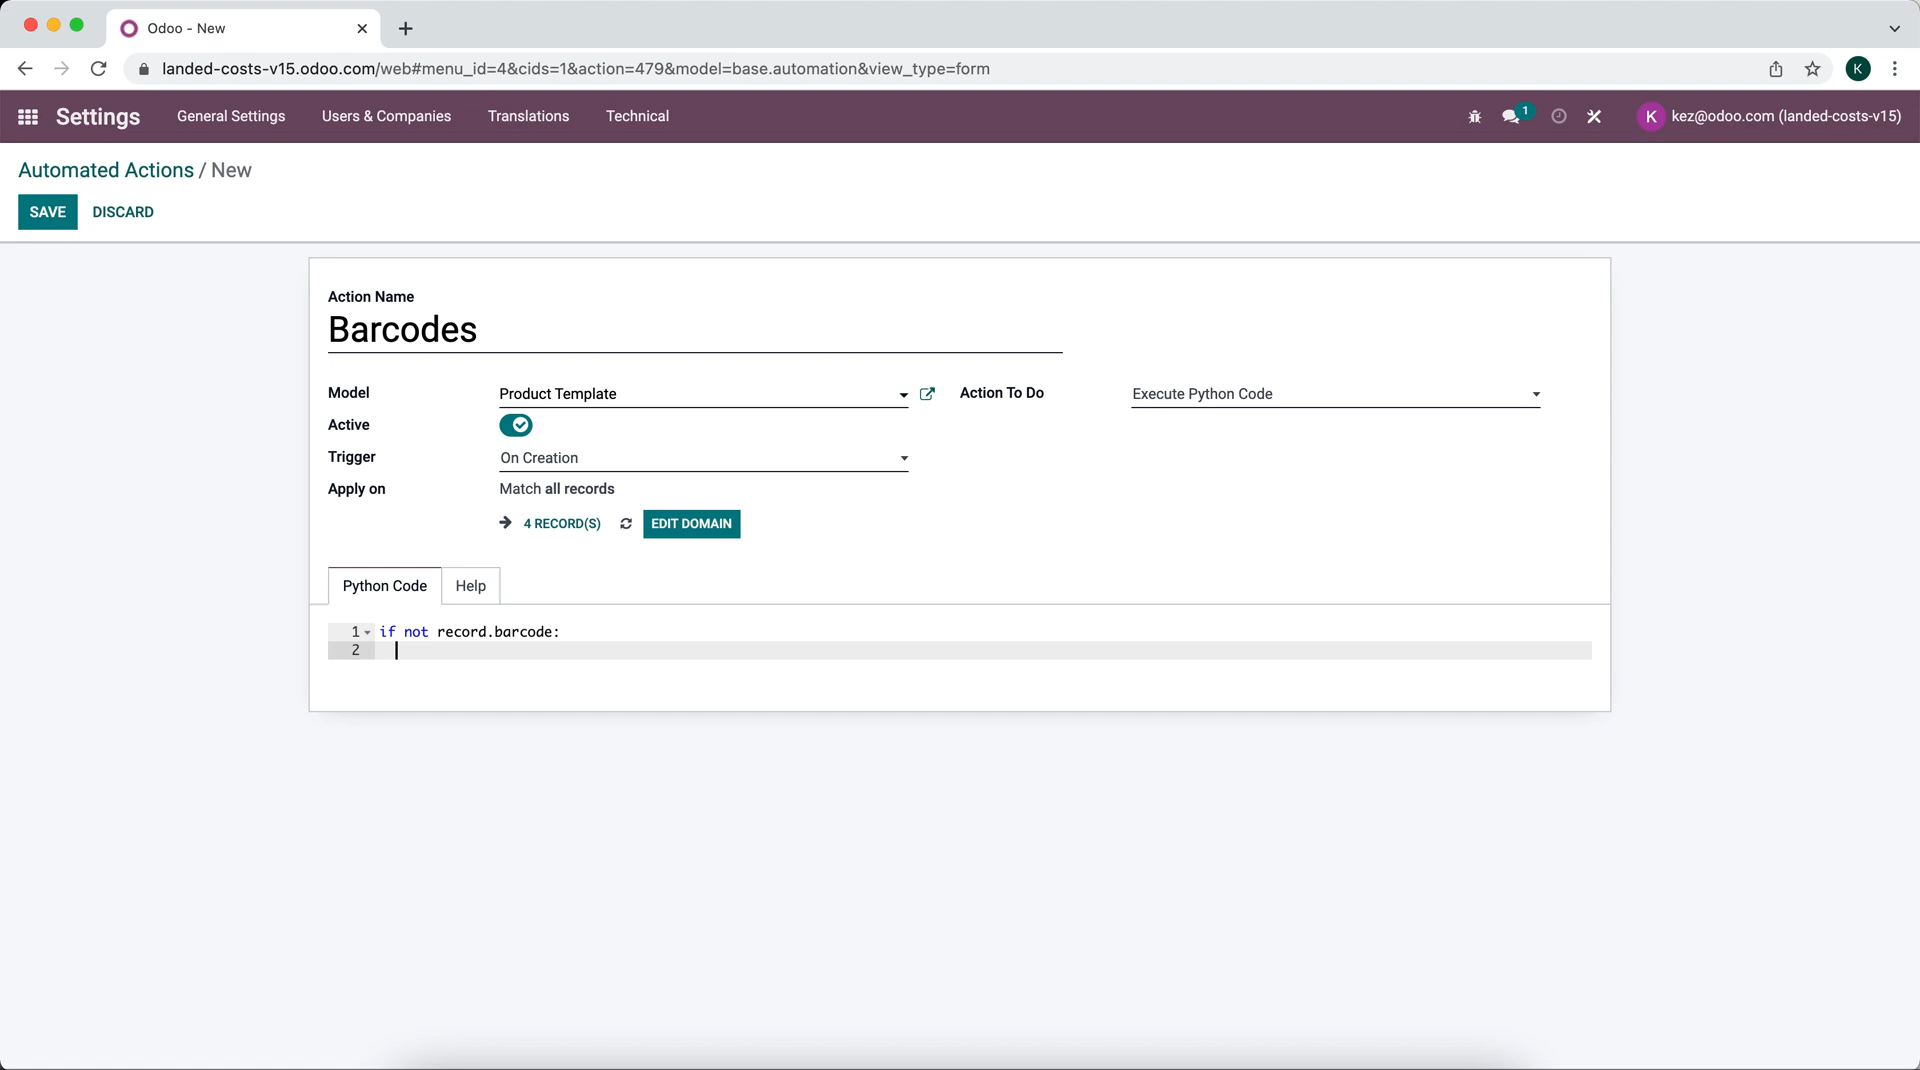 Odoo - New
landed-costs-v15.odoo.com/web#menu_id=4&cids=1&action=479&model=base.automation&view_type=form
K
Settings
General Settings
Users & Companies
Translations
Technical
1
K
kez@odoo.com (landed-costs-v15)
Automated Actions / New
SAVE
DISCARD
Action Name
Barcodes
Model
Product Template
Action To Do
Execute Python Code
Active
Trigger
On Creation
Apply on
Match all records
4 RECORD(S)
EDIT DOMAIN
Python Code
Help
1 if not record.barcode:
2